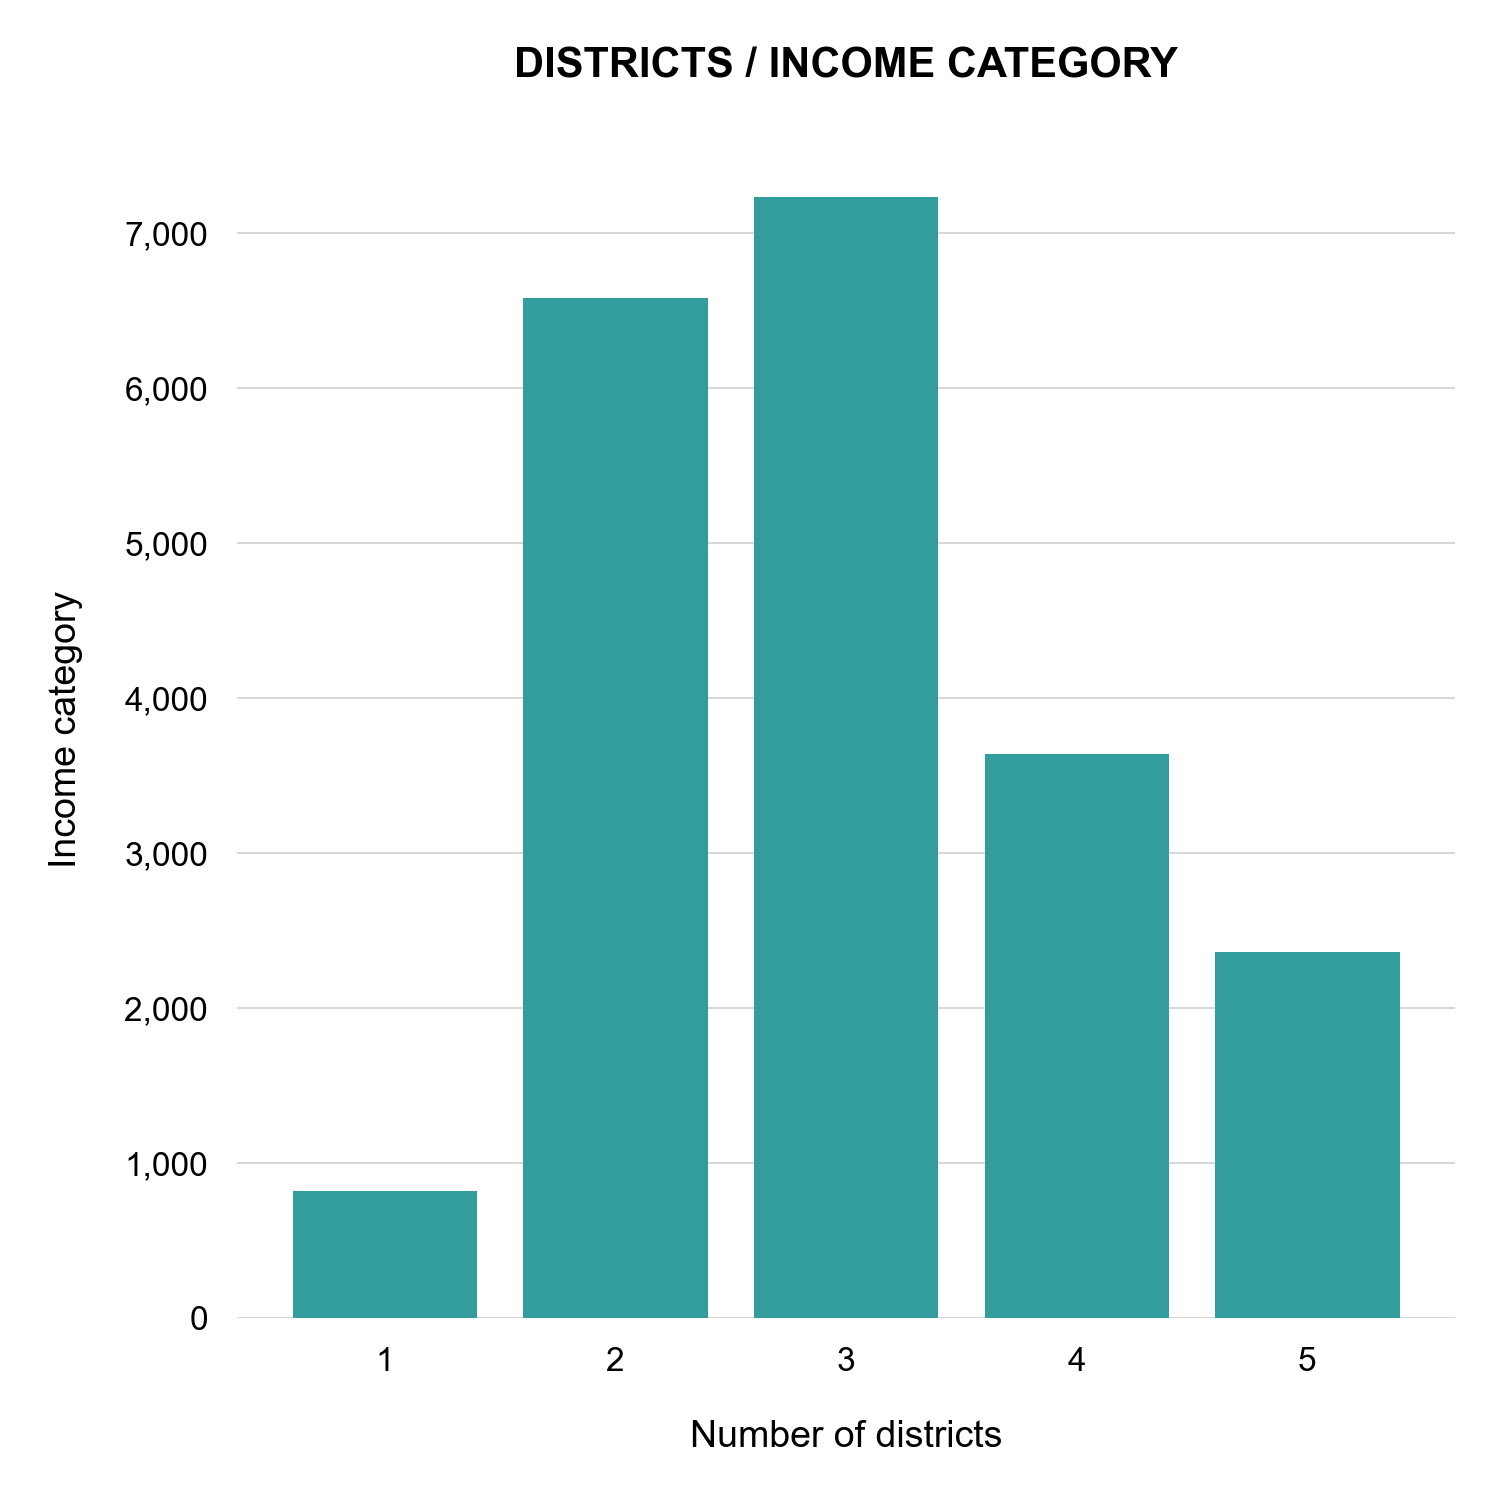 DISTRICTS / INCOME CATEGORY
7,000
6,000
5,000
4,000
3,000
2,000
1,000
0
Income category
1 2 3 4 5
Number of districts